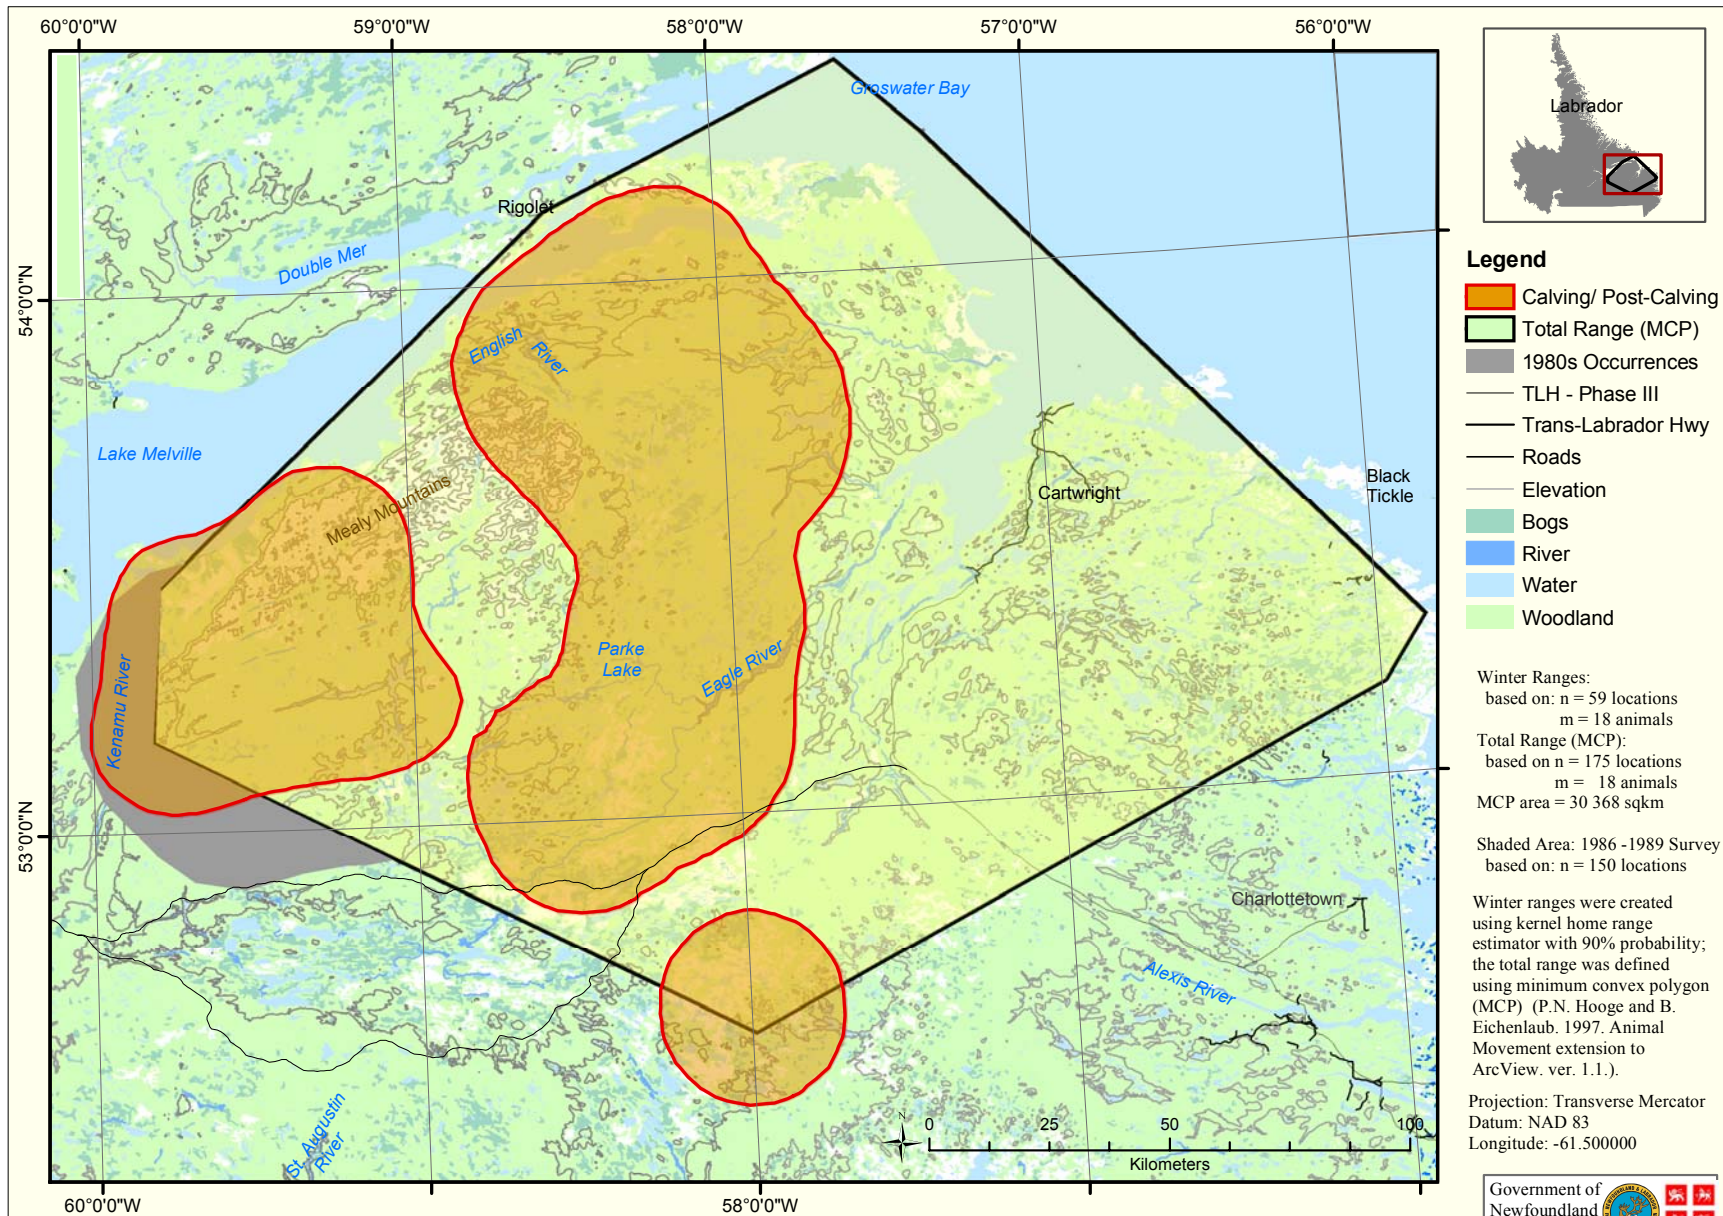 60°0'0"W
59°0'0"W
58°0'0"W
57°0'0"W
56°0'0"W
54°0'0"N
53°0'0"N
Groswater Bay
Rigolet
Double Mer
English
River
Lake Melville
Mealy Mountains
Cartwright
Black
Tickle
Parke
Lake
Eagle River
Kenamu River
Charlottetown
Alexis River
St. Augustin
River
N
0
25
50
100
Kilometers
60°0'0"W
58°0'0"W
Labrador
Legend
Calving/ Post-Calving
Total Range (MCP)
1980s Occurrences
TLH - Phase III
Trans-Labrador Hwy
Roads
Elevation
Bogs
River
Water
Woodland
Winter Ranges:
based on: n = 59 locations
m = 18 animals
Total Range (MCP):
based on n = 175 locations
m = 18 animals
MCP area = 30 368 sqkm
Shaded Area: 1986 -1989 Survey
based on: n = 150 locations
Winter ranges were created
using kernel home range
estimator with 90% probability;
the total range was defined
using minimum convex polygon
(MCP) (P.N. Hooge and B.
Eichenlaub. 1997. Animal
Movement extension to
ArcView. ver. 1.1.).
Projection: Transverse Mercator
Datum: NAD 83
Longitude: -61.500000
Government of
Newfoundland